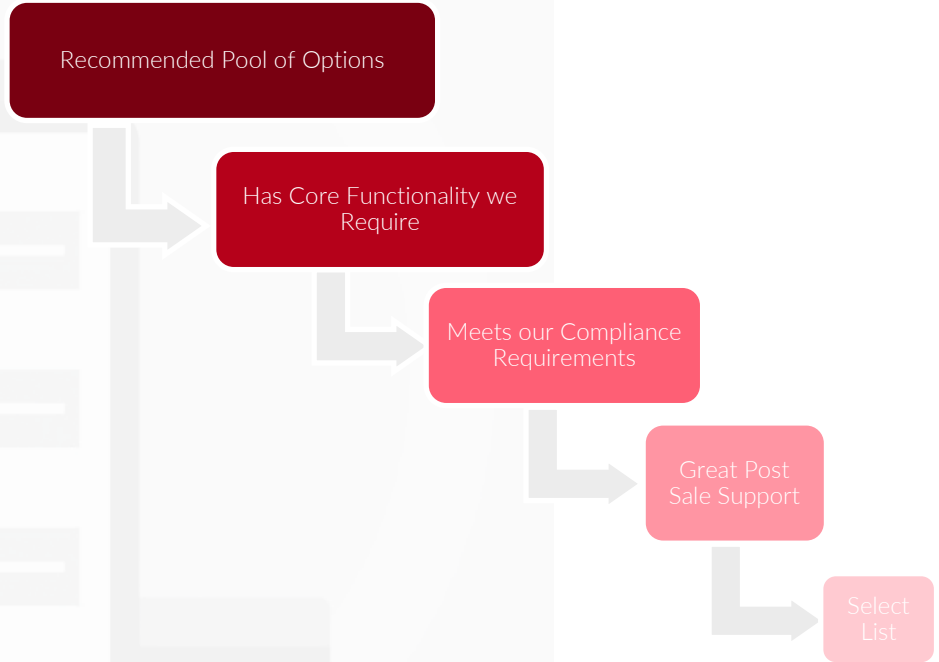 Recommended Pool of Options
Has Core Functionality we
Require
Meets our Compliance
Requirements
Great Post
Sale Support
Select
List